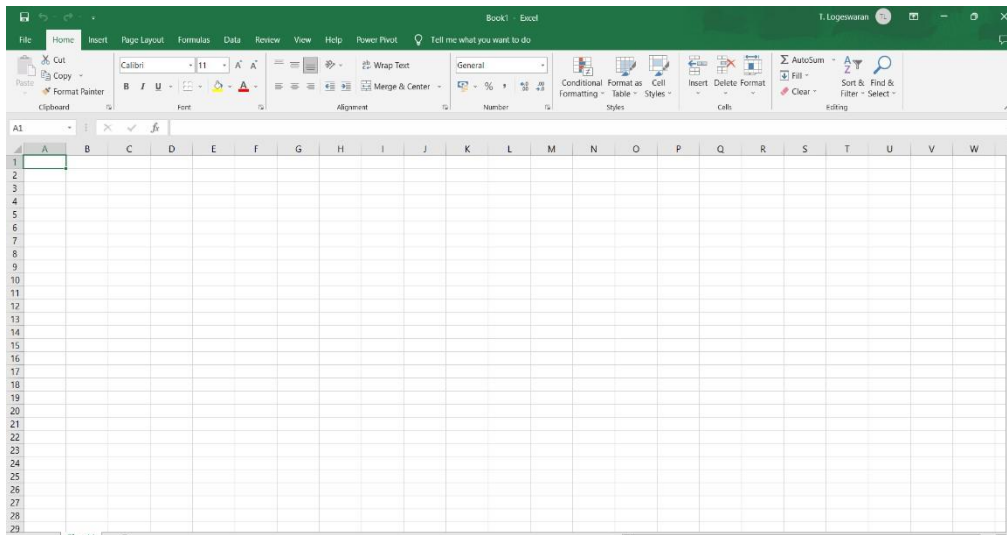 Book1 - Excel T. Logeswaran TL
File Home Insert Page Layout Formulas Data Review View Help Power Pivot Tell me what you want to do
Paste
Cut
Copy
Format Painter
Clipboard
Calibri 11 A A
B I U A
Font
Wrap Text
Merge & Center
Alignment
General
% ,
Number
Conditional Formatting
Format as Table
Cell Styles
Styles
Insert Delete Format
Cells
AutoSum
Fill
Clear
Sort & Filter
Find & Select
Editing
A1 fx
A B C D E F G H I J K L M N O P Q R S T U V W
1
2
3
4
5
6
7
8
9
10
11
12
13
14
15
16
17
18
19
20
21
22
23
24
25
26
27
28
29